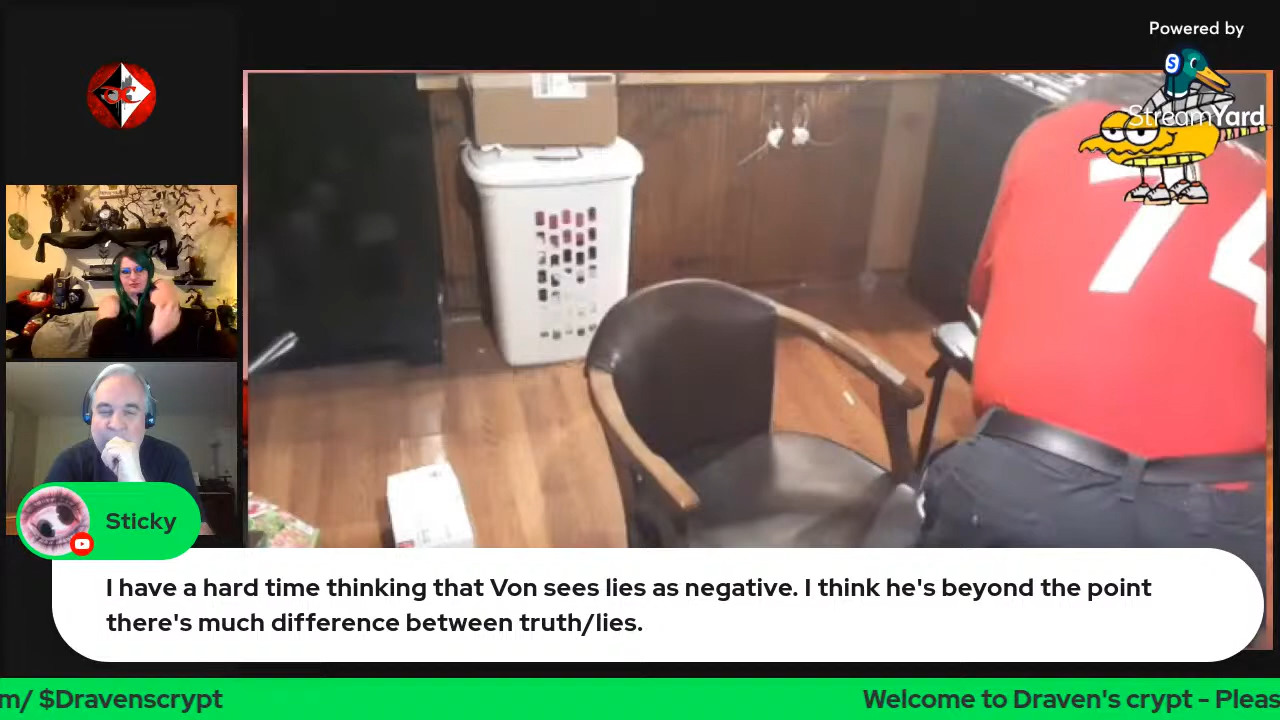 Powered by
S
StreamYard
74
Sticky
I have a hard time thinking that Von sees lies as negative. I think he's beyond the point
there's much difference between truth/lies.
m/ $Dravenscrypt
Welcome to Draven's crypt - Pleas